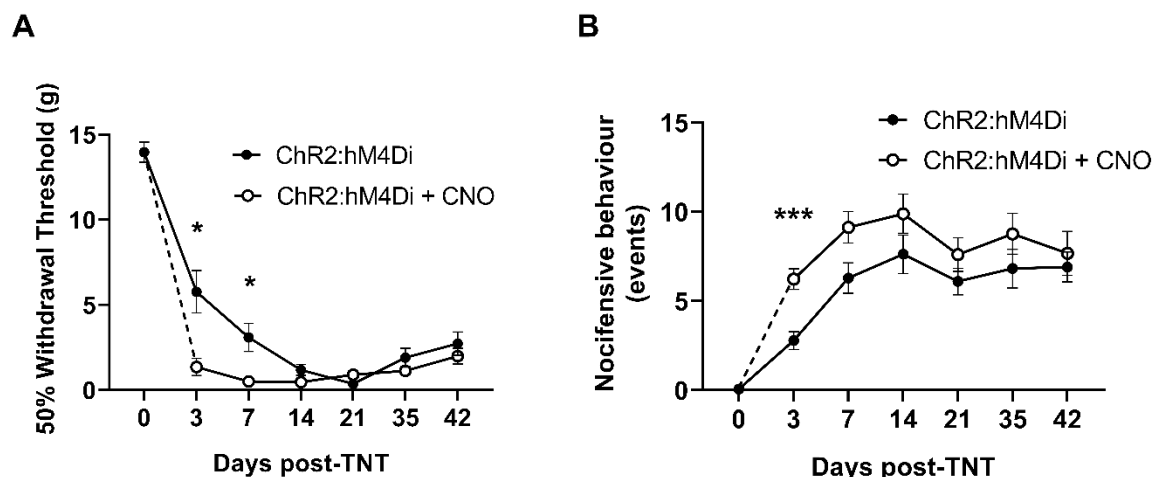 A
50% Withdrawal Threshold (g)
15
10
5
0
ChR2:hM4Di
ChR2:hM4Di + CNO
*
*
0 3 7 14 21 35 42
Days post-TNT
B
Nocifensive behaviour
(events)
15
10
5
0
ChR2:hM4Di
ChR2:hM4Di + CNO
***
0 3 7 14 21 35 42
Days post-TNT